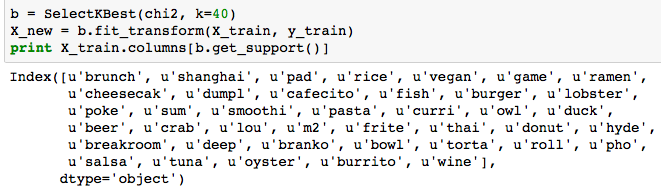 b = SelectKBest(chi2, k=40)
X_new = b.fit_transform(X_train, y_train)
print X_train.columns[b.get_support()]
Index([u'brunch', u'shanghai', u'pad', u'rice', u'vegan', u'game', u'ramen',
u'cheesecak', u'dumpl', u'cafecito', u'fish', u'burger', u'lobster',
u'poke', u'sum', u'smoothi', u'pasta', u'curri', u'owl', u'duck',
u'beer', u'crab', u'lou', u'm2', u'frite', u'thai', u'donut', u'hyde',
u'breakroom', u'deep', u'branko', u'bowl', u'torta', u'roll', u'pho',
u'salsa', u'tuna', u'oyster', u'burrito', u'wine'],
dtype='object')